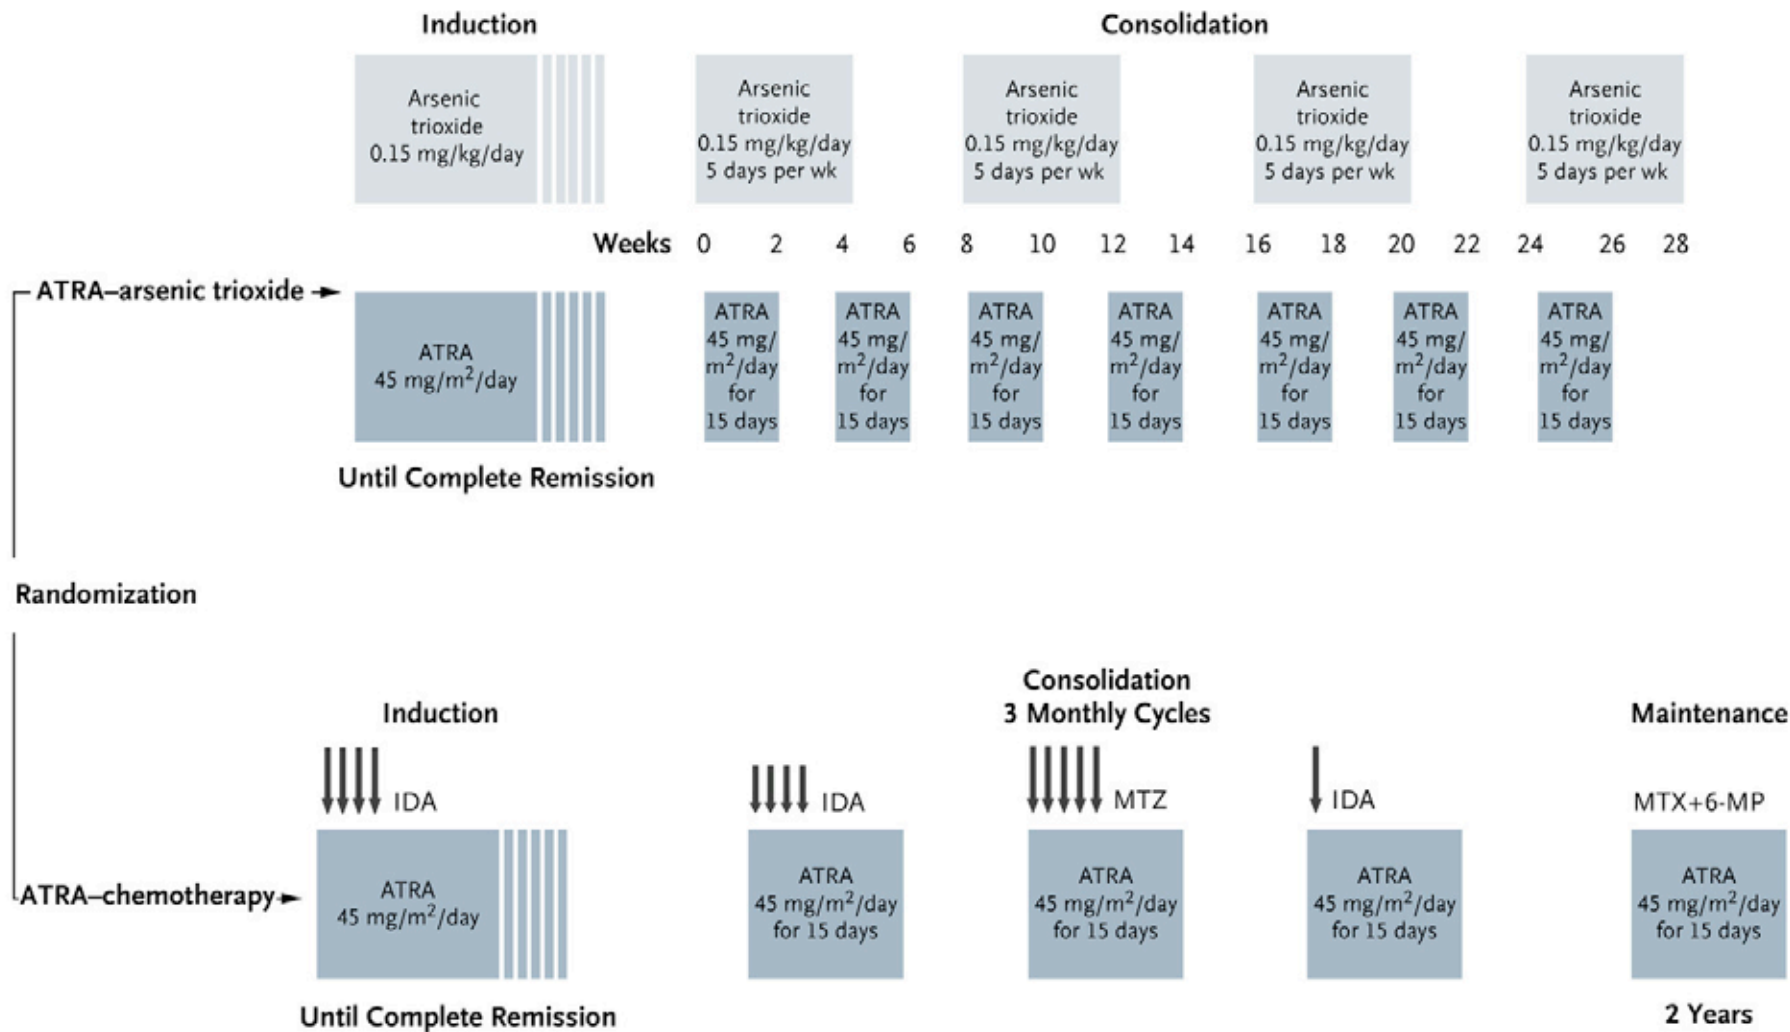 Induction
Consolidation
Arsenic
trioxide
0.15 mg/kg/day
Arsenic
trioxide
0.15 mg/kg/day
5 days per wk
Arsenic
trioxide
0.15 mg/kg/day
5 days per wk
Arsenic
trioxide
0.15 mg/kg/day
5 days per wk
Arsenic
trioxide
0.15 mg/kg/day
5 days per wk
Weeks 0 2 4 6 8 10 12 14 16 18 20 22 24 26 28
ATRA–arsenic trioxide
ATRA
45 mg/m²/day
ATRA
45 mg/
m²/day
for
15 days
ATRA
45 mg/
m²/day
for
15 days
ATRA
45 mg/
m²/day
for
15 days
ATRA
45 mg/
m²/day
for
15 days
ATRA
45 mg/
m²/day
for
15 days
ATRA
45 mg/
m²/day
for
15 days
ATRA
45 mg/
m²/day
for
15 days
Until Complete Remission
Randomization
Induction
Consolidation
3 Monthly Cycles
Maintenance
IDA
IDA
MTZ
IDA
MTX+6-MP
ATRA–chemotherapy
ATRA
45 mg/m²/day
ATRA
45 mg/m²/day
for 15 days
ATRA
45 mg/m²/day
for 15 days
ATRA
45 mg/m²/day
for 15 days
ATRA
45 mg/m²/day
for 15 days
Until Complete Remission
2 Years